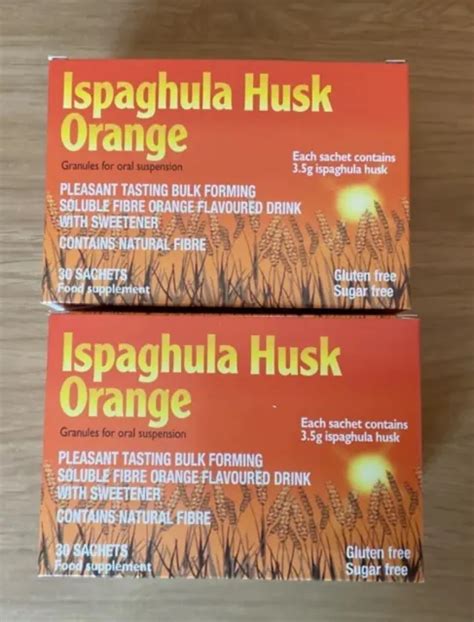 Ispaghula Husk
Orange
Granules for oral suspension
Each sachet contains
3.5g ispaghula husk
PLEASANT TASTING BULK FORMING
SOLUBLE FIBRE ORANGE FLAVOURED DRINK
WITH SWEETENER
CONTAINS NATURAL FIBRE
30 SACHETS
Food supplement
Gluten free
Sugar free
Ispaghula Husk
Orange
Granules for oral suspension
Each sachet contains
3.5g ispaghula husk
PLEASANT TASTING BULK FORMING
SOLUBLE FIBRE ORANGE FLAVOURED DRINK
WITH SWEETENER
CONTAINS NATURAL FIBRE
30 SACHETS
Food supplement
Gluten free
Sugar free